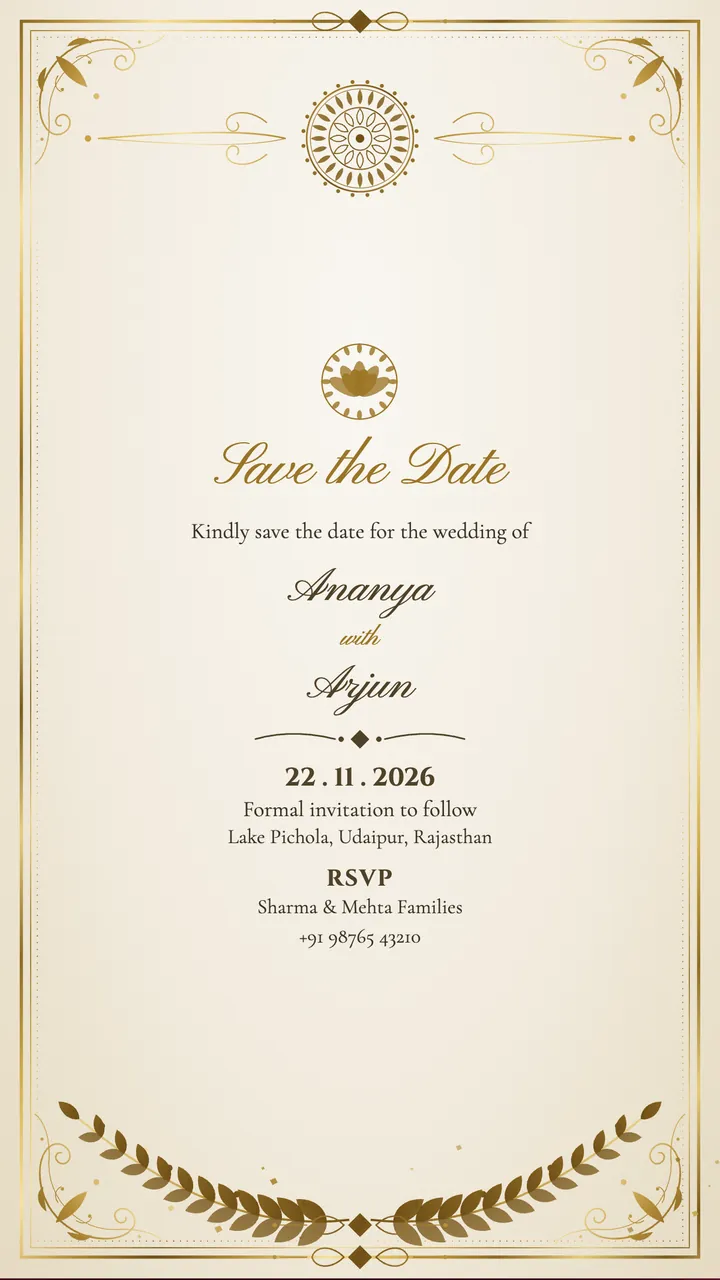 Save the Date
Kindly save the date for the wedding of
Ananya
with
Arjun
22 . 11 . 2026
Formal invitation to follow
Lake Pichola, Udaipur, Rajasthan
RSVP
Sharma & Mehta Families
+91 98765 43210